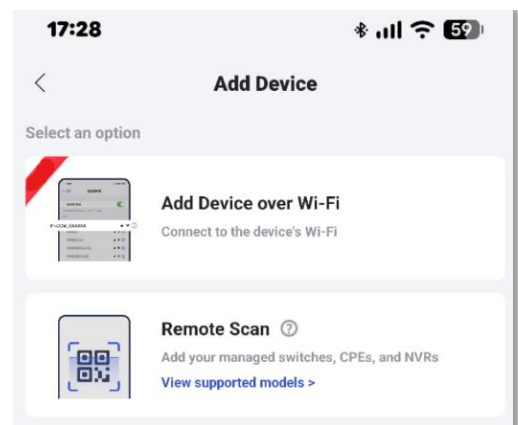 17:28
59
Add Device
Select an option
Add Device over Wi-Fi
Connect to the device's Wi-Fi
Remote Scan
Add your managed switches, CPEs, and NVRs
View supported models >